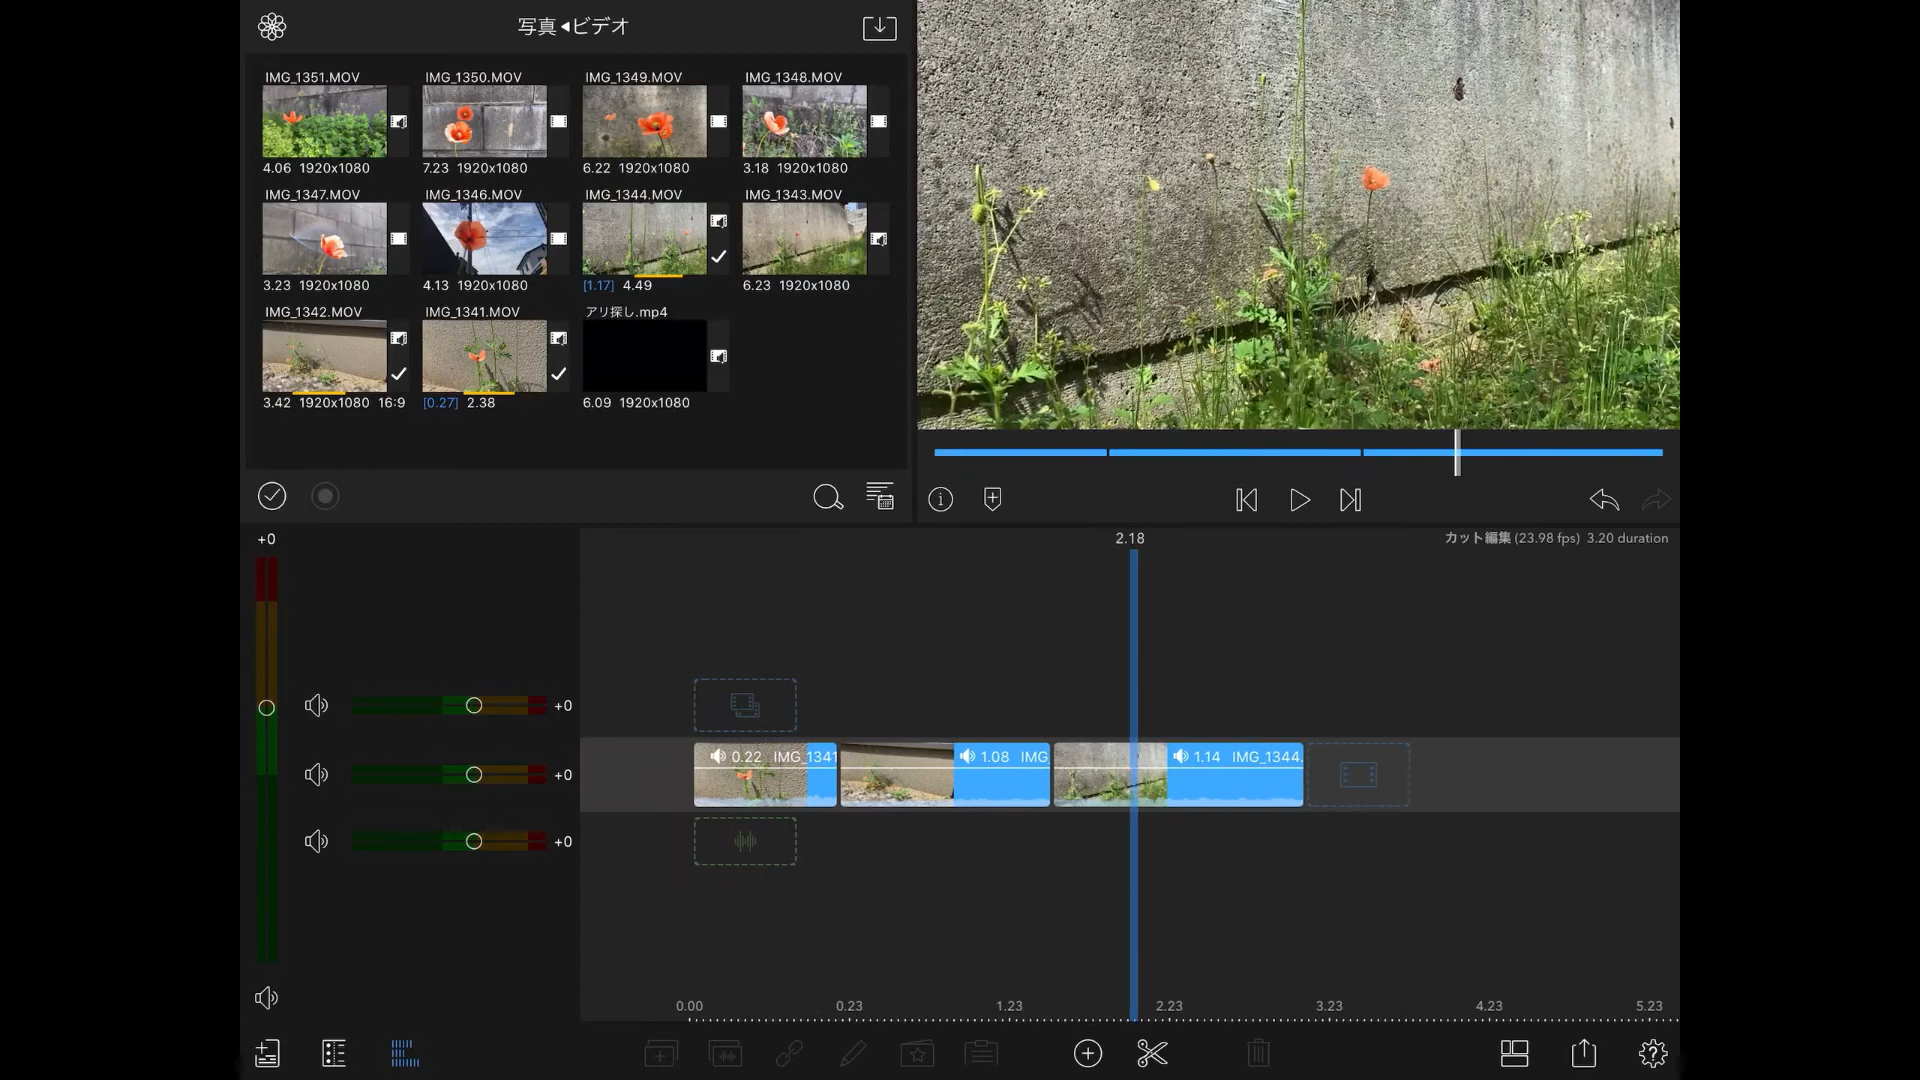 写真◀ビデオ
IMG_1351.MOV IMG_1350.MOV IMG_1349.MOV IMG_1348.MOV
4.06 1920x1080 7.23 1920x1080 6.22 1920x1080 3.18 1920x1080
IMG_1347.MOV IMG_1346.MOV IMG_1344.MOV IMG_1343.MOV
3.23 1920x1080 4.13 1920x1080 [1.17] 4.49 6.23 1920x1080
IMG_1342.MOV IMG_1341.MOV アリ探し.mp4
3.42 1920x1080 16:9 [0.27] 2.38 6.09 1920x1080
+0
2.18
カット編集 (23.98 fps) 3.20 duration
+0
0.22 IMG_1341 1.08 IMG 1.14 IMG_1344.
+0
+0
0.00 0.23 1.23 2.23 3.23 4.23 5.23